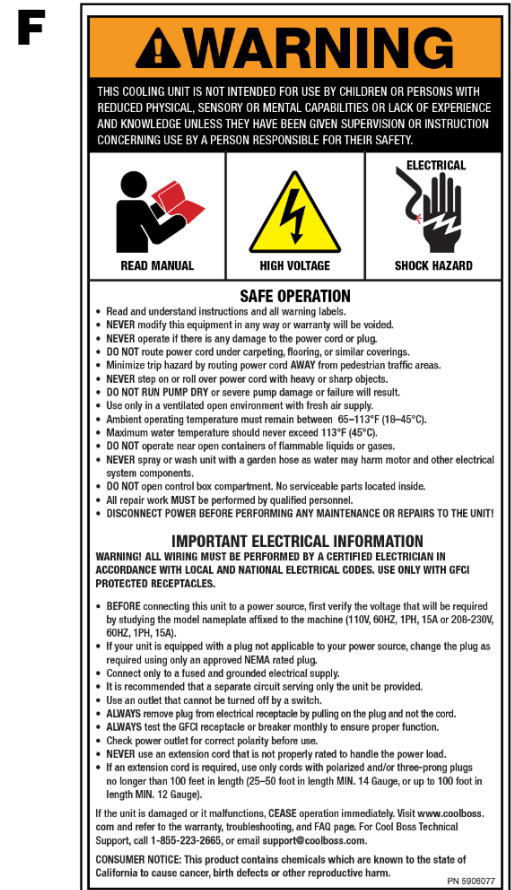 F
WARNING
THIS COOLING UNIT IS NOT INTENDED FOR USE BY CHILDREN OR PERSONS WITH
REDUCED PHYSICAL, SENSORY OR MENTAL CAPABILITIES OR LACK OF EXPERIENCE
AND KNOWLEDGE UNLESS THEY HAVE BEEN GIVEN SUPERVISION OR INSTRUCTION
CONCERNING USE BY A PERSON RESPONSIBLE FOR THEIR SAFETY.
READ MANUAL
HIGH VOLTAGE
ELECTRICAL
SHOCK HAZARD
SAFE OPERATION
• Read and understand instructions and all warning labels.
• NEVER modify this equipment in any way or warranty will be voided.
• NEVER operate if there is any damage to the power cord or plug.
• DO NOT route power cord under carpeting, flooring, or similar coverings.
• Minimize trip hazard by routing power cord AWAY from pedestrian traffic areas.
• NEVER step on or roll over power cord with heavy or sharp objects.
• DO NOT RUN PUMP DRY or severe pump damage or failure will result.
• Use only in a ventilated open environment with fresh air supply.
• Ambient operating temperature must remain between 65–113°F (18–45°C).
• Maximum water temperature should never exceed 113°F (45°C).
• DO NOT operate near open containers of flammable liquids or gases.
• NEVER spray or wash unit with a garden hose as water may harm motor and other electrical
system components.
• DO NOT open control box compartment. No serviceable parts located inside.
• All repair work MUST be performed by qualified personnel.
• DISCONNECT POWER BEFORE PERFORMING ANY MAINTENANCE OR REPAIRS TO THE UNIT!
IMPORTANT ELECTRICAL INFORMATION
WARNING! ALL WIRING MUST BE PERFORMED BY A CERTIFIED ELECTRICIAN IN
ACCORDANCE WITH LOCAL AND NATIONAL ELECTRICAL CODES. USE ONLY WITH GFCI
PROTECTED RECEPTACLES.
• BEFORE connecting this unit to a power source, first verify the voltage that will be required
by studying the model nameplate affixed to the machine (110V, 60HZ, 1PH, 15A or 208-230V,
60HZ, 1PH, 15A).
• If your unit is equipped with a plug not applicable to your power source, change the plug as
required using only an approved NEMA rated plug.
• Connect only to a fused and grounded electrical supply.
• It is recommended that a separate circuit serving only the unit be provided.
• Use an outlet that cannot be turned off by a switch.
• ALWAYS remove plug from electrical receptacle by pulling on the plug and not the cord.
• ALWAYS test the GFCI receptacle or breaker monthly to ensure proper function.
• Check power outlet for correct polarity before use.
• NEVER use an extension cord that is not properly rated to handle the power load.
• If an extension cord is required, use only cords with polarized and/or three-prong plugs
no longer than 100 feet in length (25–50 foot in length MIN. 14 Gauge, or up to 100 foot in
length MIN. 12 Gauge).
If the unit is damaged or it malfunctions, CEASE operation immediately. Visit www.coolboss.
com and refer to the warranty, troubleshooting, and FAQ page. For Cool Boss Technical
Support, call 1-855-223-2665, or email support@coolboss.com.
CONSUMER NOTICE: This product contains chemicals which are known to the state of
California to cause cancer, birth defects or other reproductive harm.
PN 5906077